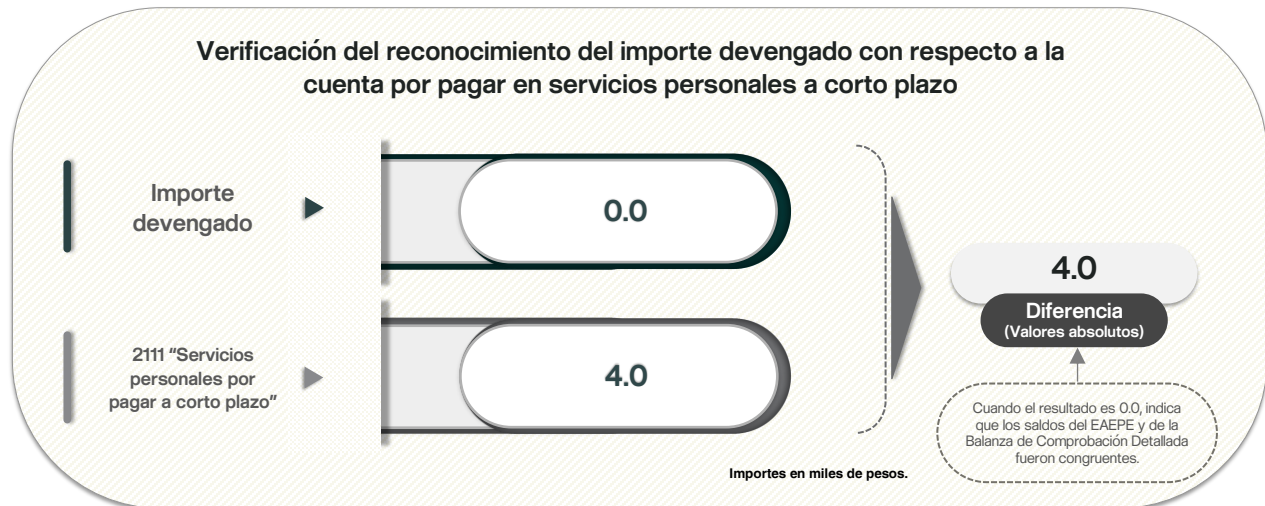 Verificación del reconocimiento del importe devengado con respecto a la
cuenta por pagar en servicios personales a corto plazo
Importe
devengado
0.0
2111 “Servicios
personales por
pagar a corto plazo”
4.0
4.0
Diferencia
(Valores absolutos)
Cuando el resultado es 0.0, indica
que los saldos del EAEPE y de la
Balanza de Comprobación Detallada
fueron congruentes.
Importes en miles de pesos.